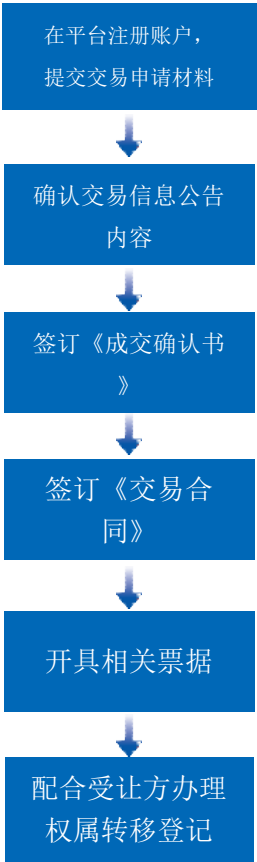 在平台注册账户，
提交交易申请材料
确认交易信息公告
内容
签订《成交确认书
》
签订《交易合
同》
开具相关票据
配合受让方办理
权属转移登记